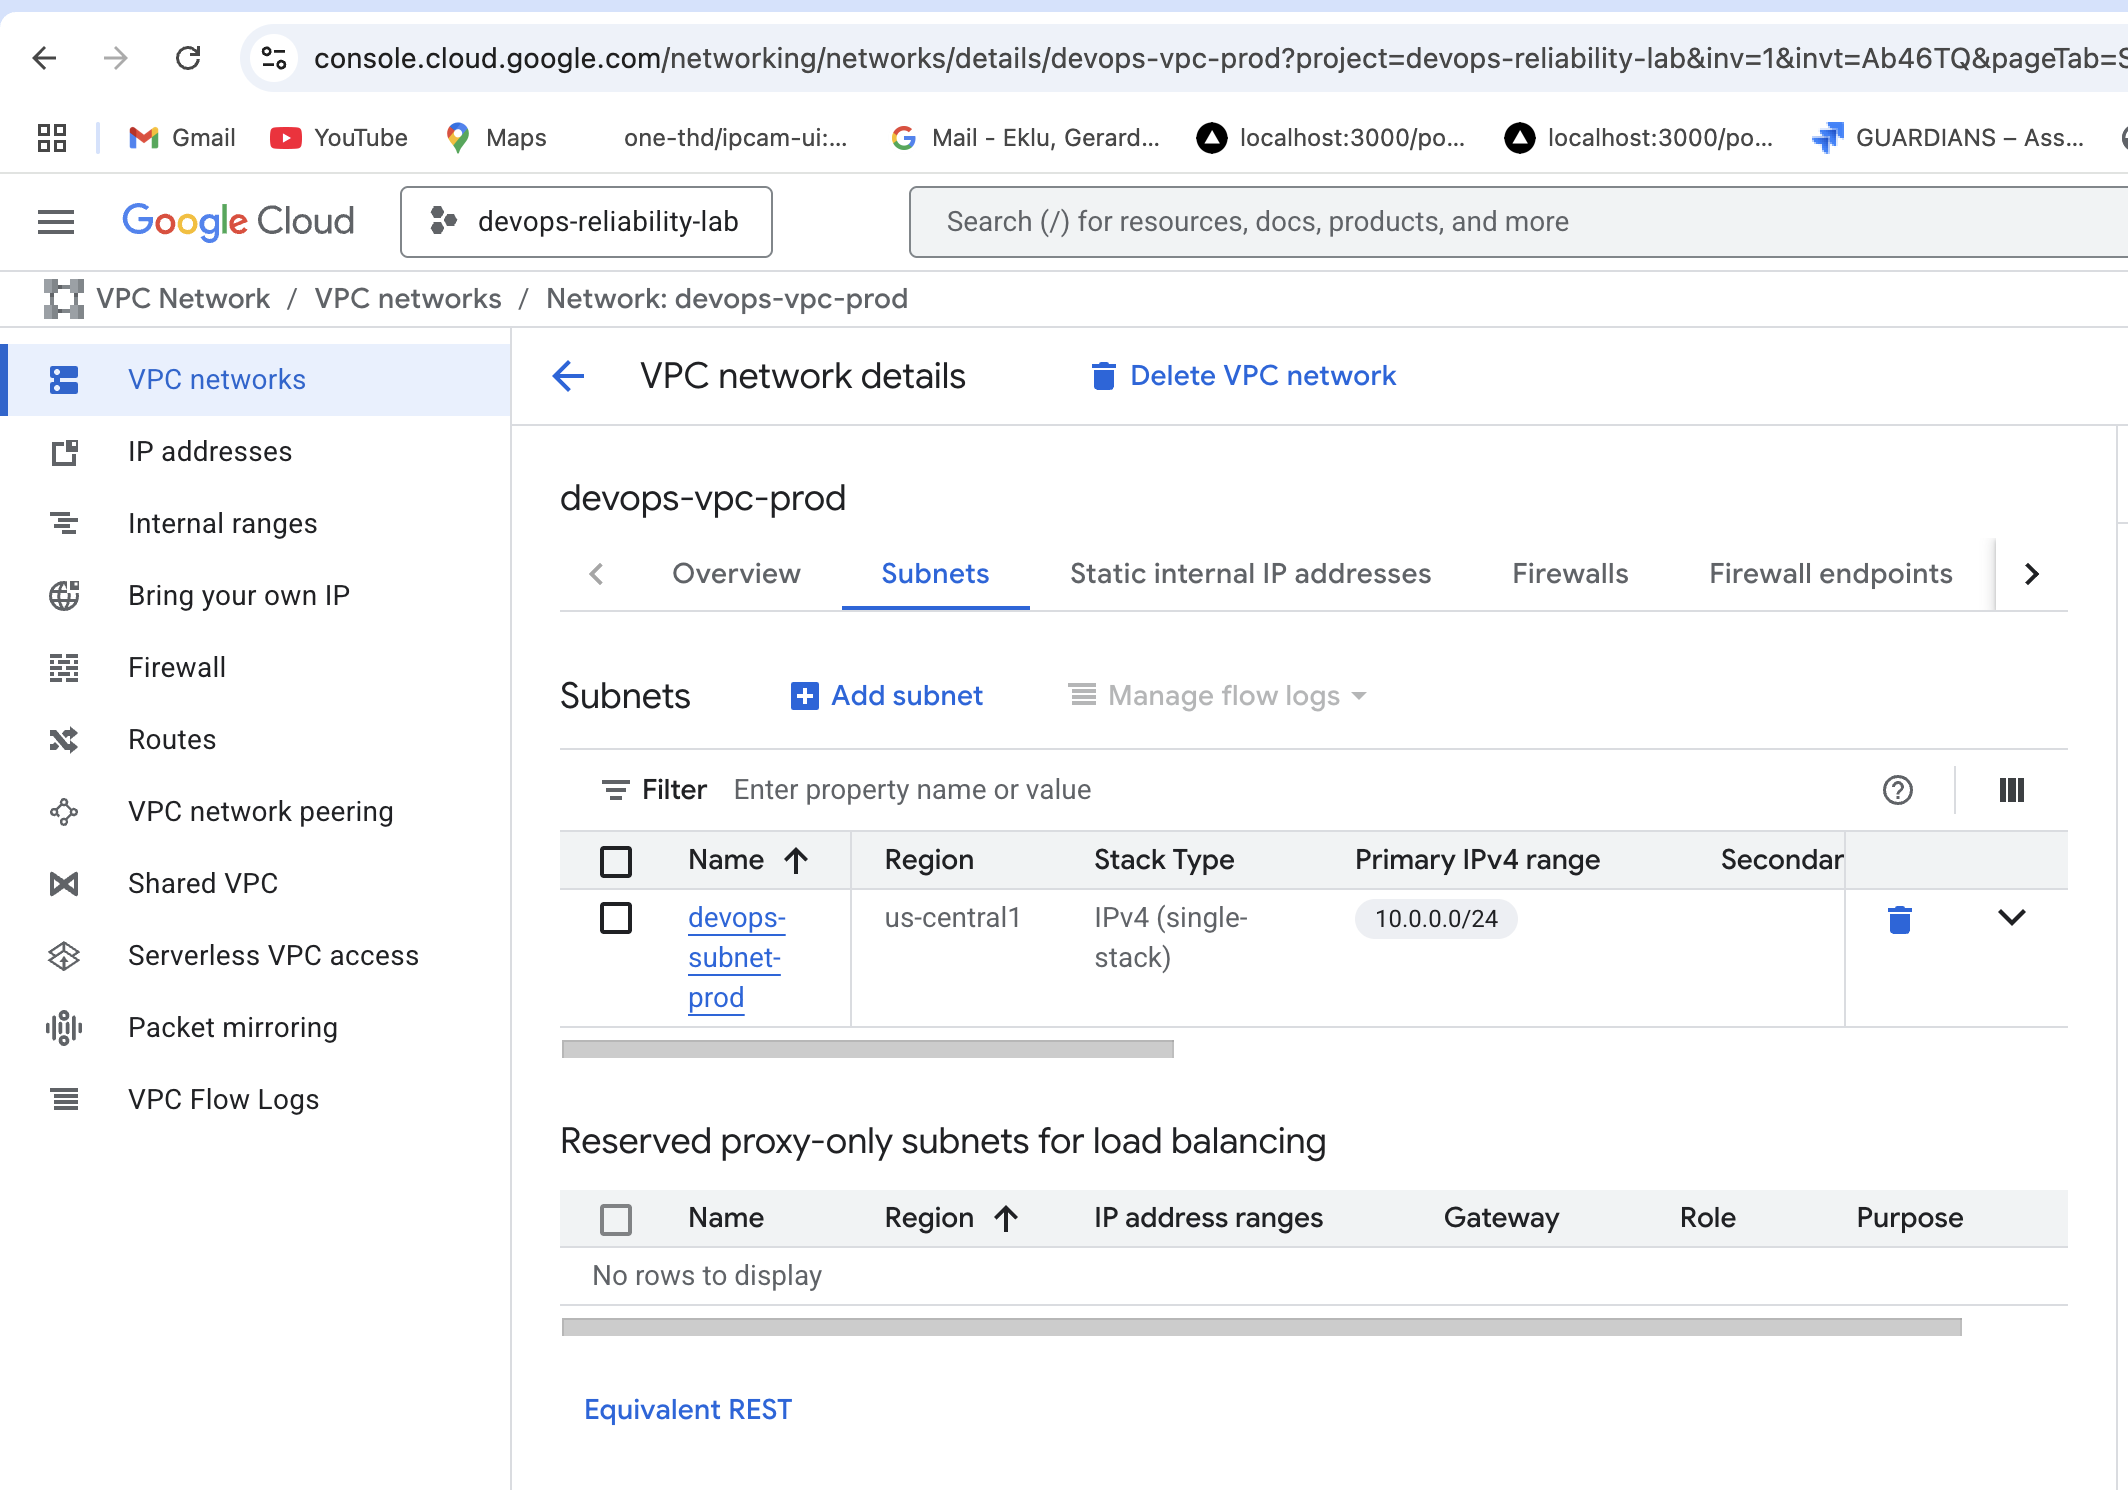 console.cloud.google.com/networking/networks/details/devops-vpc-prod?project=devops-reliability-lab&inv=1&invt=Ab46TQ&pageTab=S
Gmail YouTube Maps one-thd/ipcam-ui:... Mail - Eklu, Gerard... localhost:3000/po... localhost:3000/po... GUARDIANS – Ass...
Google Cloud devops-reliability-lab Search (/) for resources, docs, products, and more
VPC Network / VPC networks / Network: devops-vpc-prod
VPC networks
IP addresses
Internal ranges
Bring your own IP
Firewall
Routes
VPC network peering
Shared VPC
Serverless VPC access
Packet mirroring
VPC Flow Logs
VPC network details Delete VPC network
devops-vpc-prod
Overview Subnets Static internal IP addresses Firewalls Firewall endpoints
Subnets Add subnet Manage flow logs
Filter Enter property name or value
Name Region Stack Type Primary IPv4 range Secondar
devops- us-central1 IPv4 (single- 10.0.0.0/24
subnet- stack)
prod
Reserved proxy-only subnets for load balancing
Name Region IP address ranges Gateway Role Purpose
No rows to display
Equivalent REST